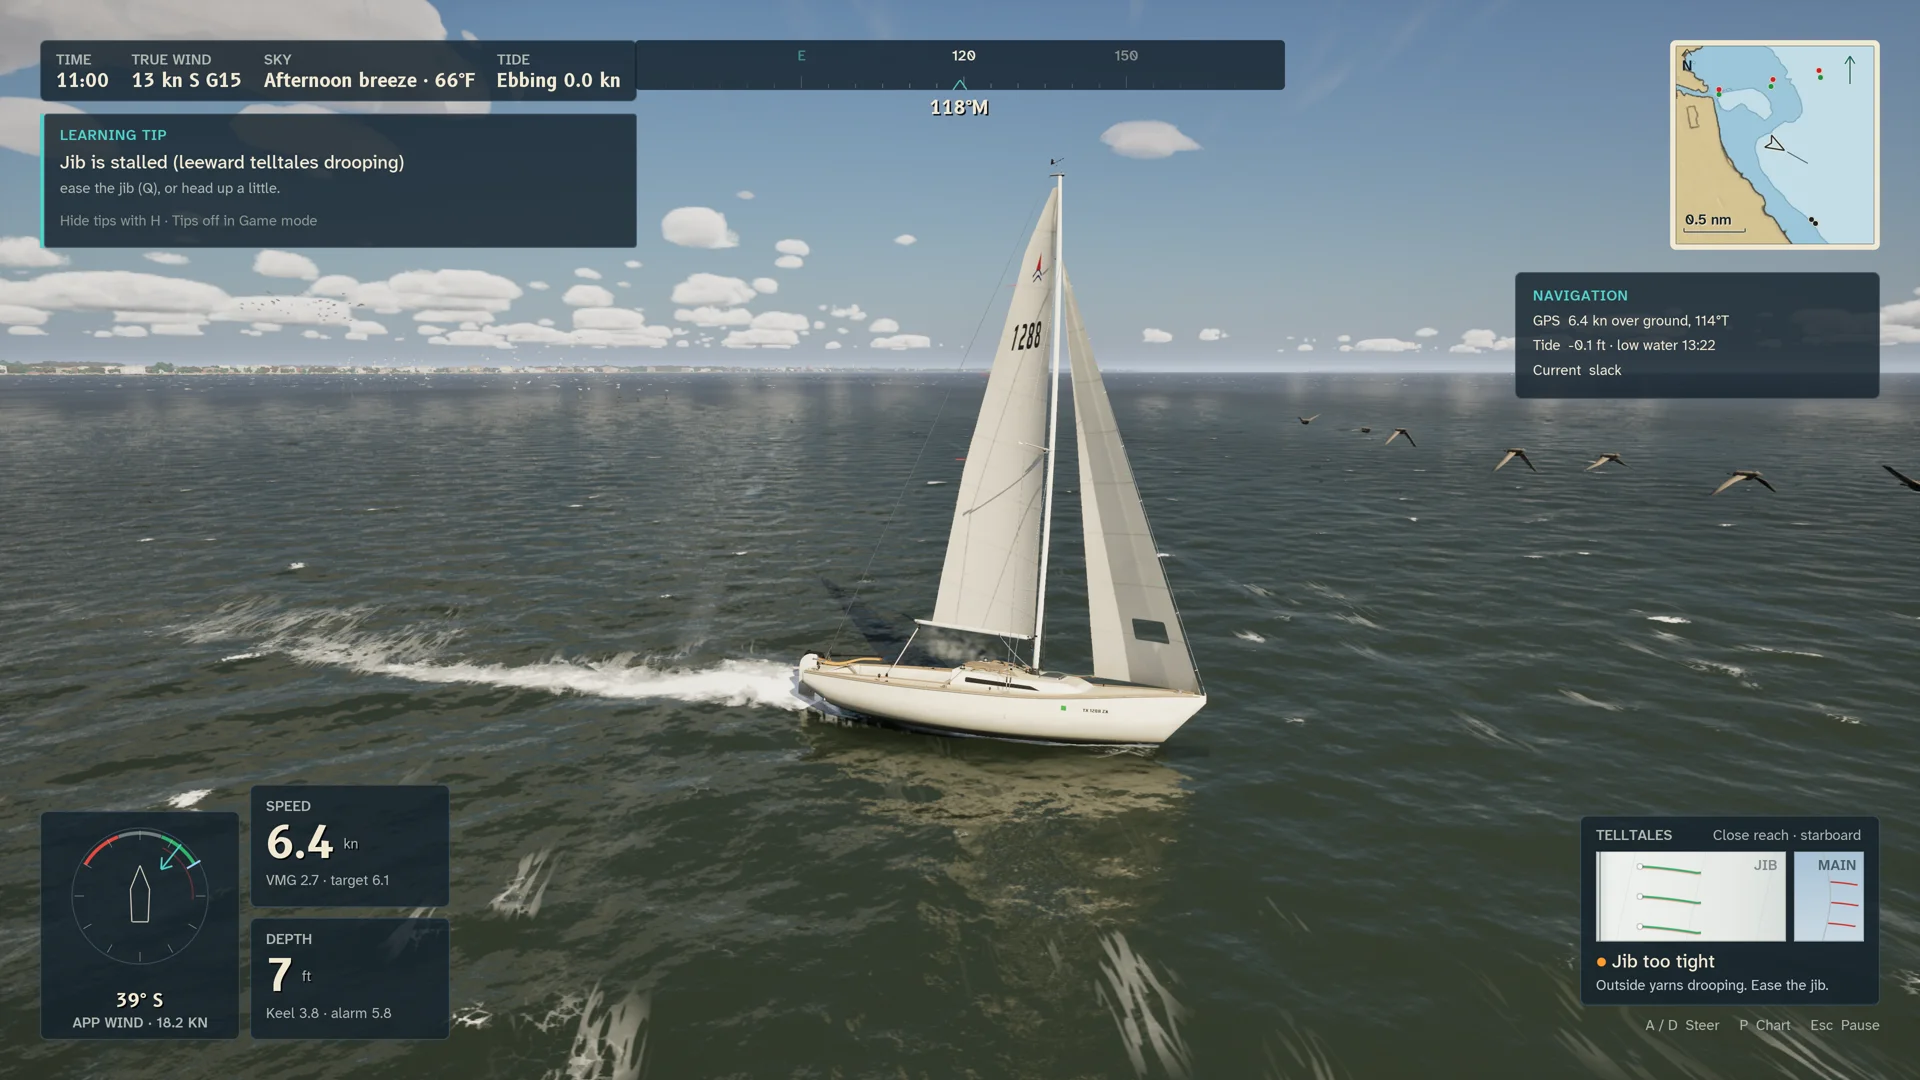 TIME TRUE WIND SKY TIDE
11:00 13 kn S G15 Afternoon breeze · 66°F Ebbing 0.0 kn
E 120 150
118°M
LEARNING TIP
Jib is stalled (leeward telltales drooping)
ease the jib (Q), or head up a little.
Hide tips with H · Tips off in Game mode
N
0.5 nm
NAVIGATION
GPS 6.4 kn over ground, 114°T
Tide -0.1 ft · low water 13:22
Current slack
1288
TX 1288 ZN
SPEED
6.4 kn
VMG 2.7 · target 6.1
DEPTH
7 ft
Keel 3.8 · alarm 5.8
39° S
APP WIND · 18.2 KN
TELLTALES Close reach · starboard
JIB MAIN
Jib too tight
Outside yarns drooping. Ease the jib.
A / D Steer P Chart Esc Pause